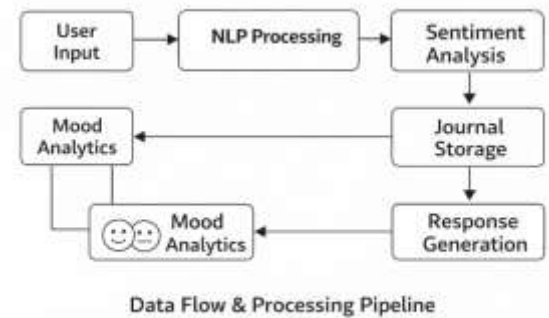 User
Input
NLP Processing
Sentiment
Analysis
Mood
Analytics
Journal
Storage
Mood
Analytics
Response
Generation
Data Flow & Processing Pipeline